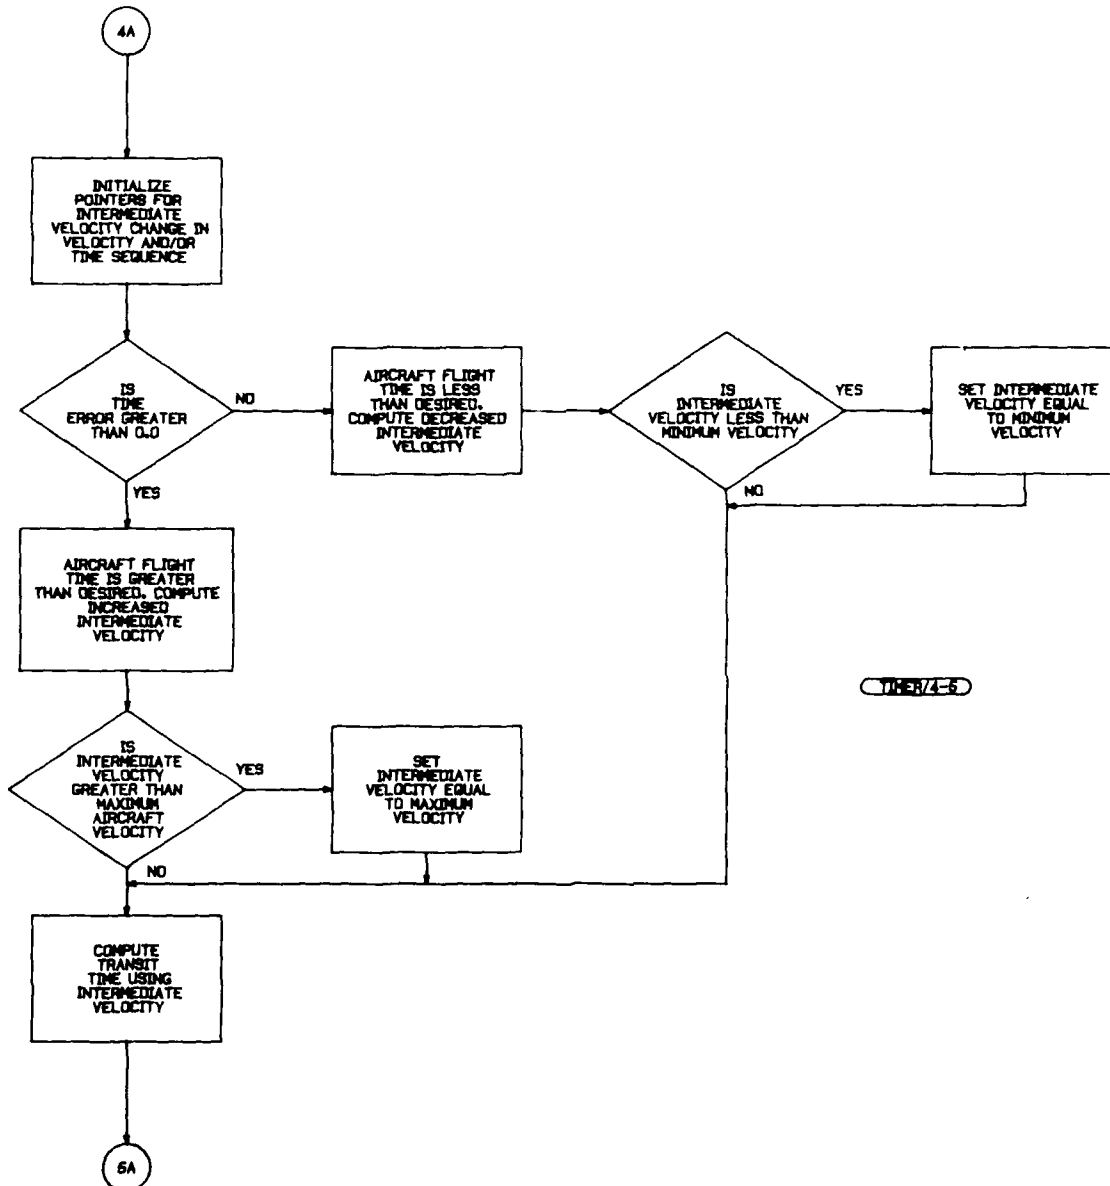 4A
INITIALIZE
POINTERS FOR
INTERMEDIATE
VELOCITY CHANGE IN
VELOCITY AND/OR
TIME SEQUENCE
IS
TIME
ERROR GREATER
THAN 0.0
NO
AIRCRAFT FLIGHT
TIME IS LESS
THAN DESIRED.
COMPUTE DECREASED
INTERMEDIATE
VELOCITY
IS
INTERMEDIATE
VELOCITY LESS THAN
MINIMUM VELOCITY
YES
SET INTERMEDIATE
VELOCITY EQUAL
TO MINIMUM
VELOCITY
NO
YES
AIRCRAFT FLIGHT
TIME IS GREATER
THAN DESIRED. COMPUTE
INCREASED
INTERMEDIATE
VELOCITY
TIMER/4-5
IS
INTERMEDIATE
VELOCITY
GREATER THAN
MAXIMUM
AIRCRAFT
VELOCITY
YES
SET
INTERMEDIATE
VELOCITY EQUAL
TO MAXIMUM
VELOCITY
NO
COMPUTE
TRANSIT
TIME USING
INTERMEDIATE
VELOCITY
5A